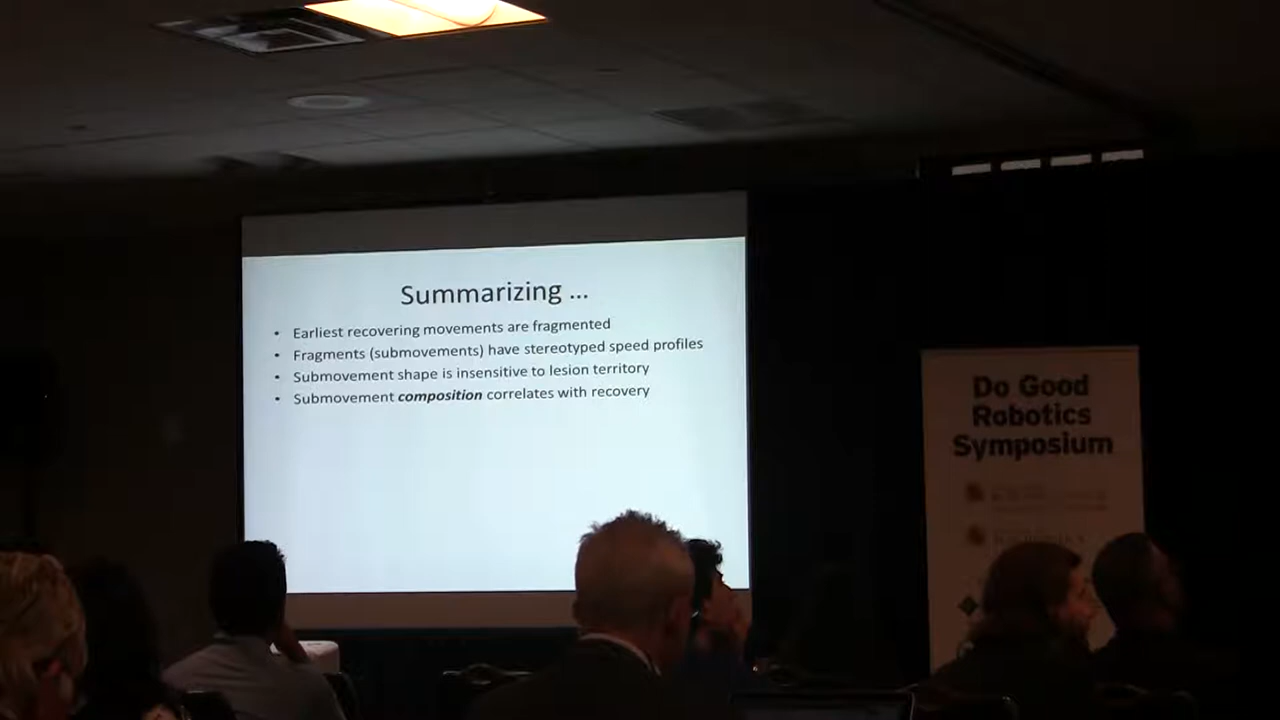 Summarizing ...
• Earliest recovering movements are fragmented
• Fragments (submovements) have stereotyped speed profiles
• Submovement shape is insensitive to lesion territory
• Submovement composition correlates with recovery
Do Good
Robotics
Symposium